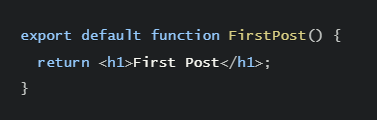 export default function FirstPost() {
  return <h1>First Post</h1>;
}